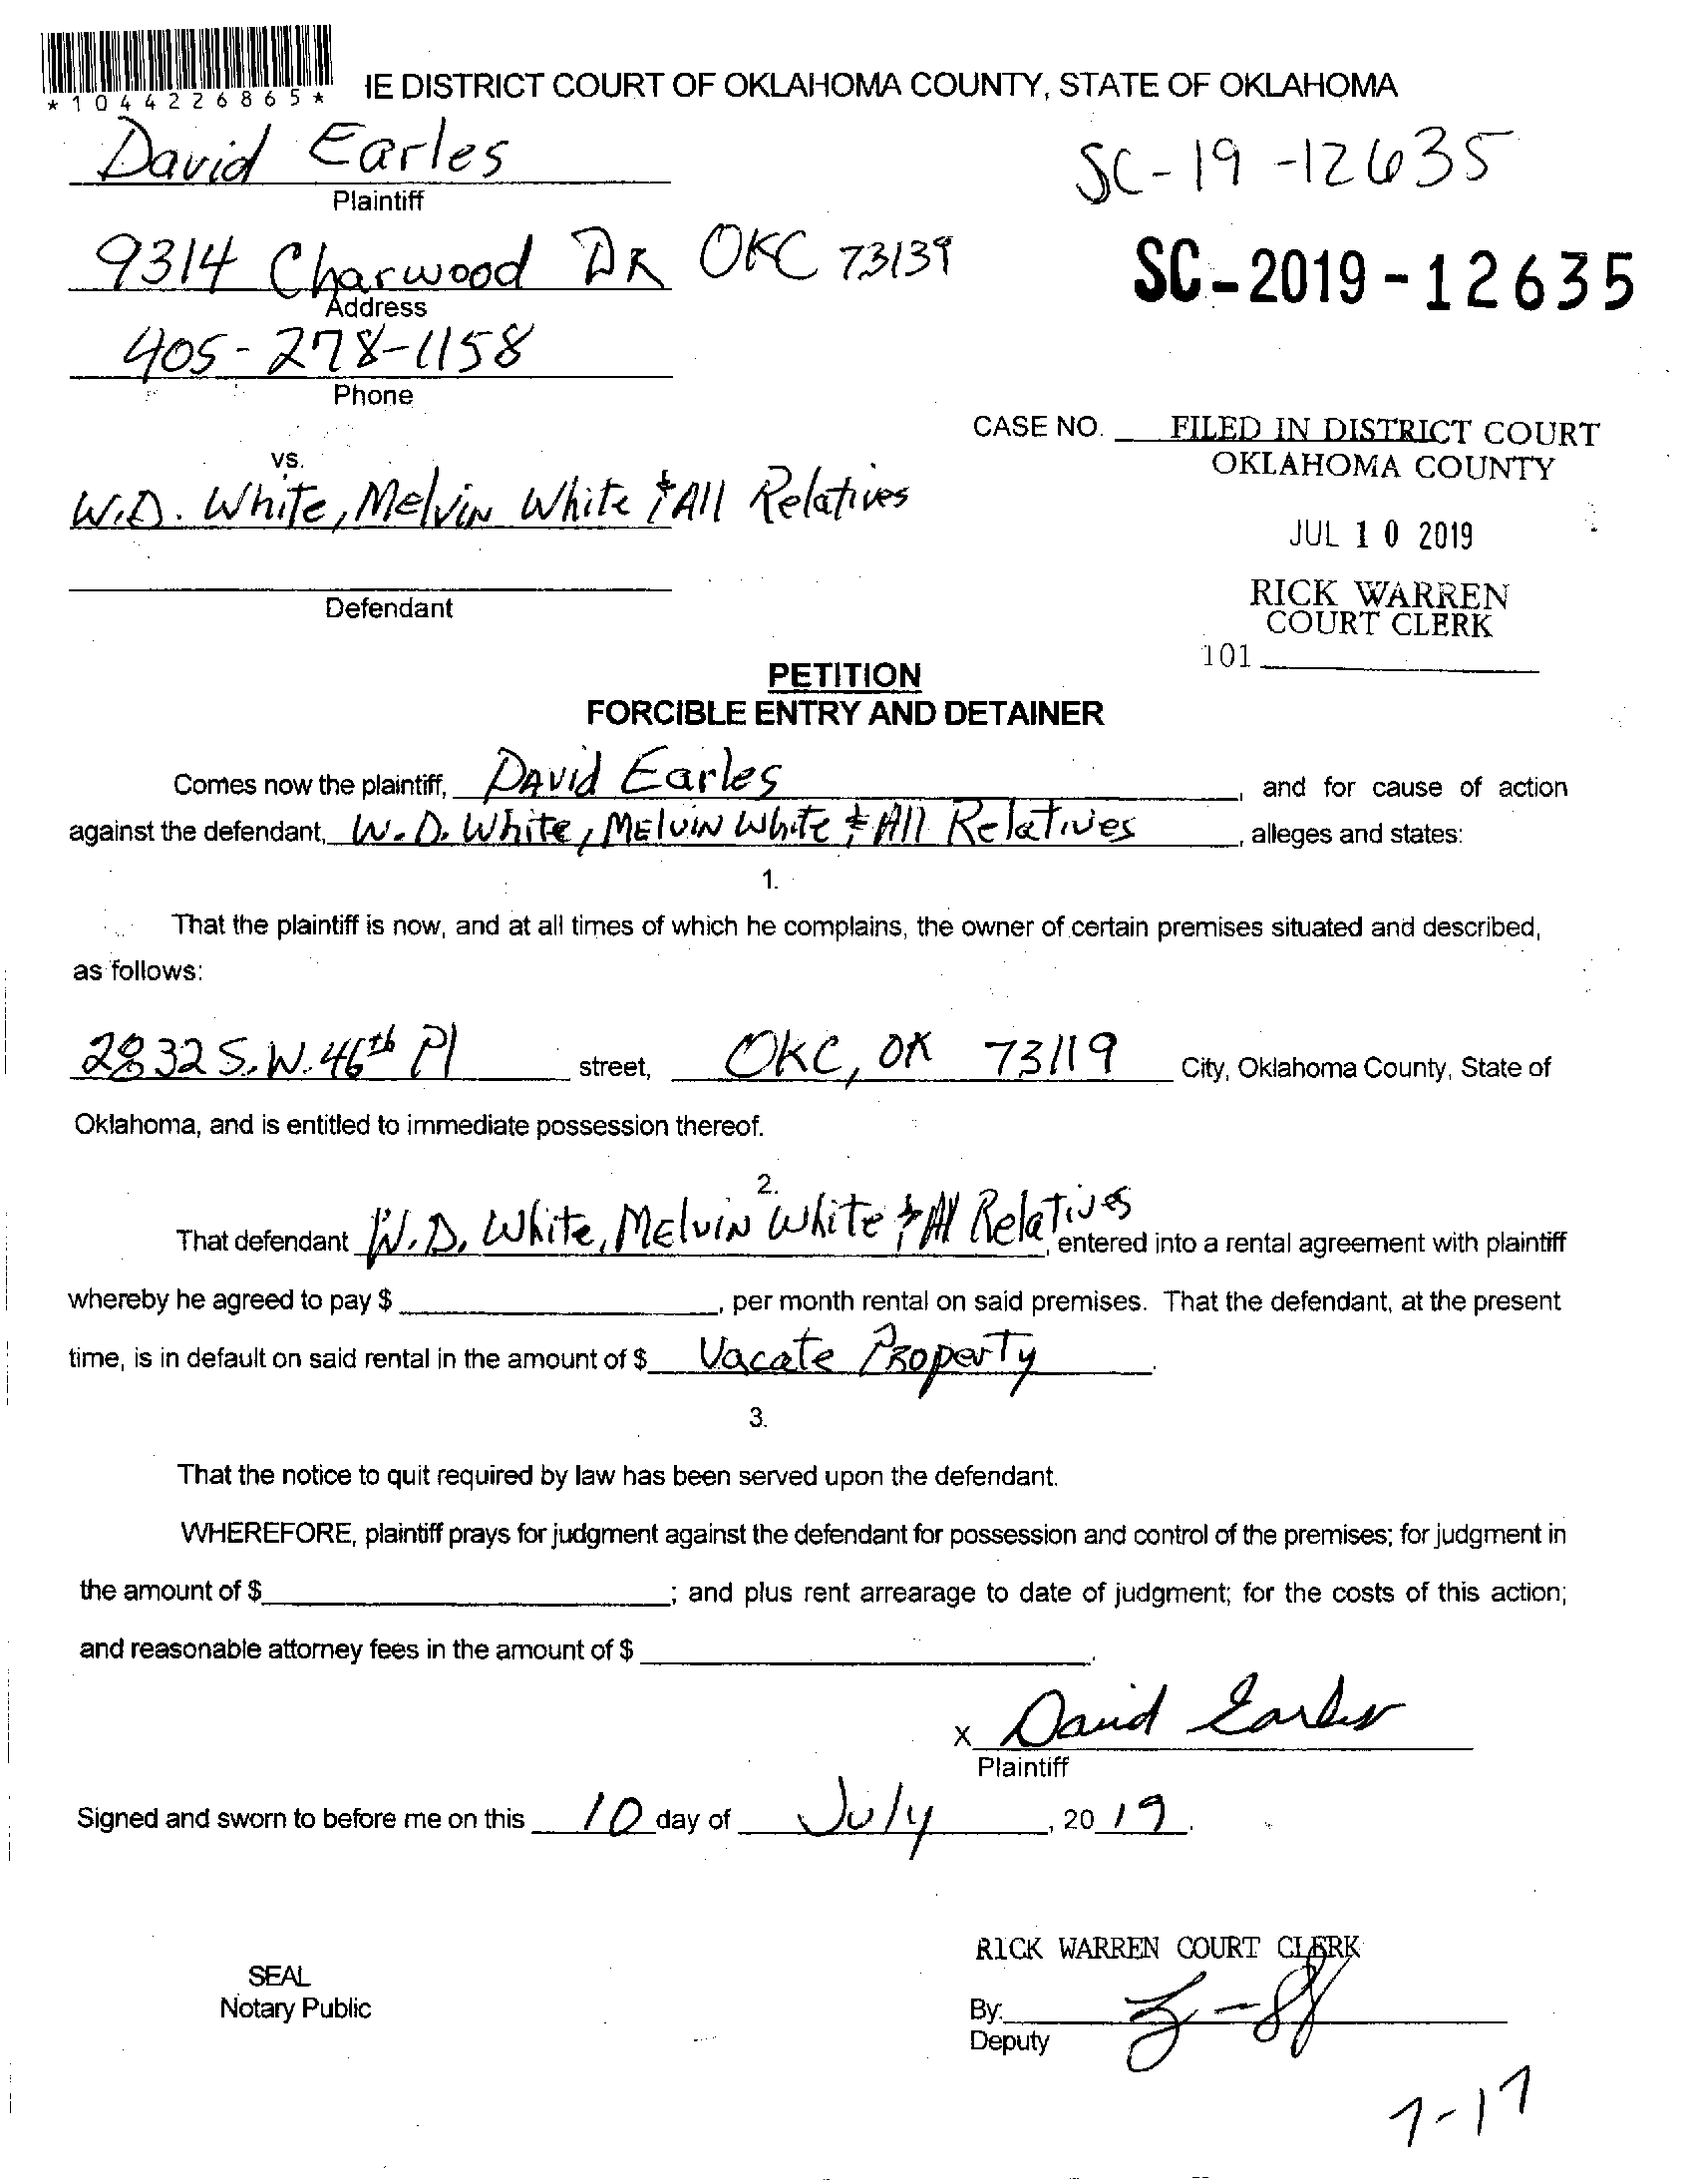 *1044226865*
IE DISTRICT COURT OF OKLAHOMA COUNTY, STATE OF OKLAHOMA
David Earles
Plaintiff
SC-19-12635
9314 Charwood DR OKC 73139
Address
SC-2019-12635
405-278-1158
Phone
CASE NO.
FILED IN DISTRICT COURT
OKLAHOMA COUNTY
vs.
W.D. White, Melvin White & All Relatives
JUL 10 2019
Defendant
RICK WARREN
COURT CLERK
101
PETITION
FORCIBLE ENTRY AND DETAINER
Comes now the plaintiff, DAvid Earles, and for cause of action
against the defendant, W.D. White, Melvin White & All Relatives, alleges and states:
1.
That the plaintiff is now, and at all times of which he complains, the owner of certain premises situated and described,
as follows:
2832 S.W. 46th Pl street, OKC, OK 73119 City, Oklahoma County, State of
Oklahoma, and is entitled to immediate possession thereof.
2.
That defendant W.D. White, Melvin White & All Relatives, entered into a rental agreement with plaintiff
whereby he agreed to pay $ , per month rental on said premises. That the defendant, at the present
time, is in default on said rental in the amount of $ Vacate Property.
3.
That the notice to quit required by law has been served upon the defendant.
WHEREFORE, plaintiff prays for judgment against the defendant for possession and control of the premises; for judgment in
the amount of $ ; and plus rent arrearage to date of judgment; for the costs of this action;
and reasonable attorney fees in the amount of $ .
X David Earles
Plaintiff
Signed and sworn to before me on this 10 day of July, 2019.
RICK WARREN COURT CLERK
SEAL
Notary Public
By:
Deputy
7-17